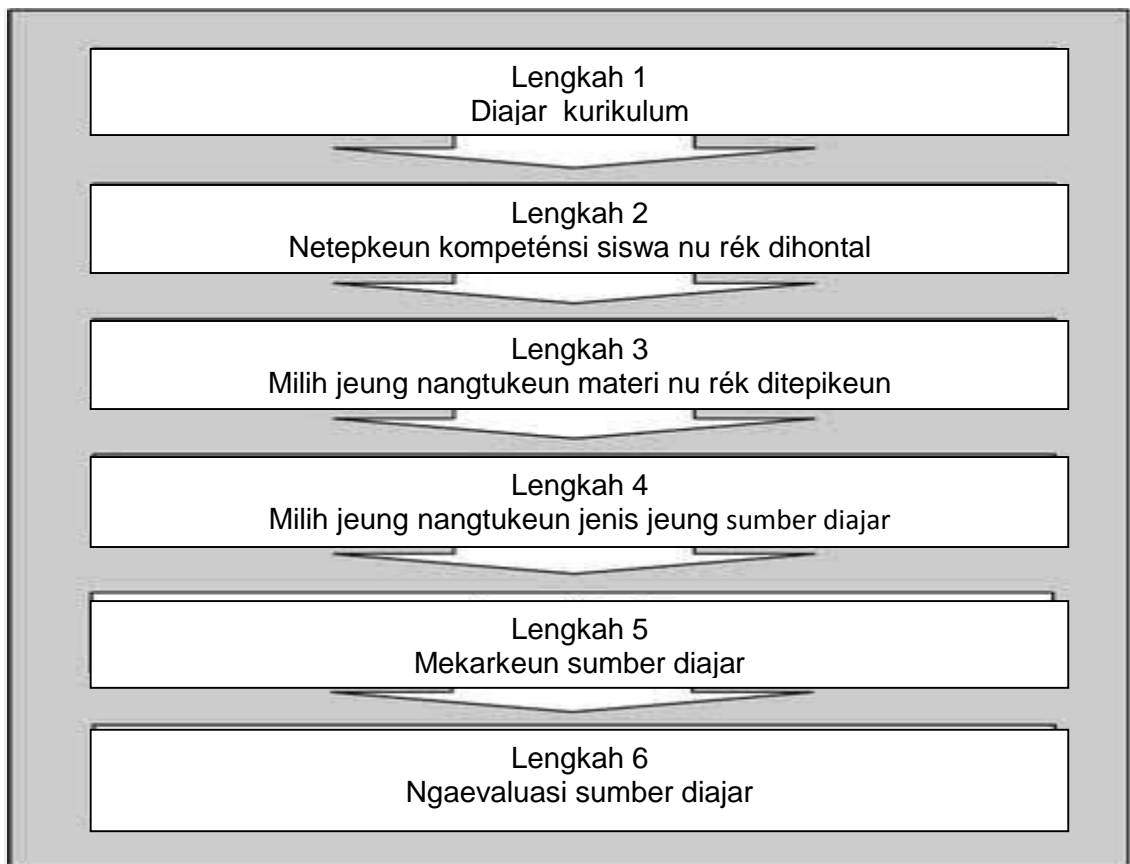 Lengkah 1
Diajar kurikulum
Lengkah 2
Netepkeun kompeténsi siswa nu rék dihontal
Lengkah 3
Milih jeung nangtukeun materi nu rék ditepikeun
Lengkah 4
Milih jeung nangtukeun jenis jeung sumber diajar
Lengkah 5
Mekarkeun sumber diajar
Lengkah 6
Ngaevaluasi sumber diajar